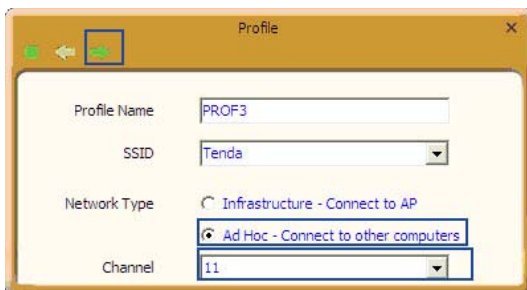 Profile
Profile Name PROF3
SSID Tenda
Network Type Infrastructure - Connect to AP
Ad Hoc - Connect to other computers
Channel 11